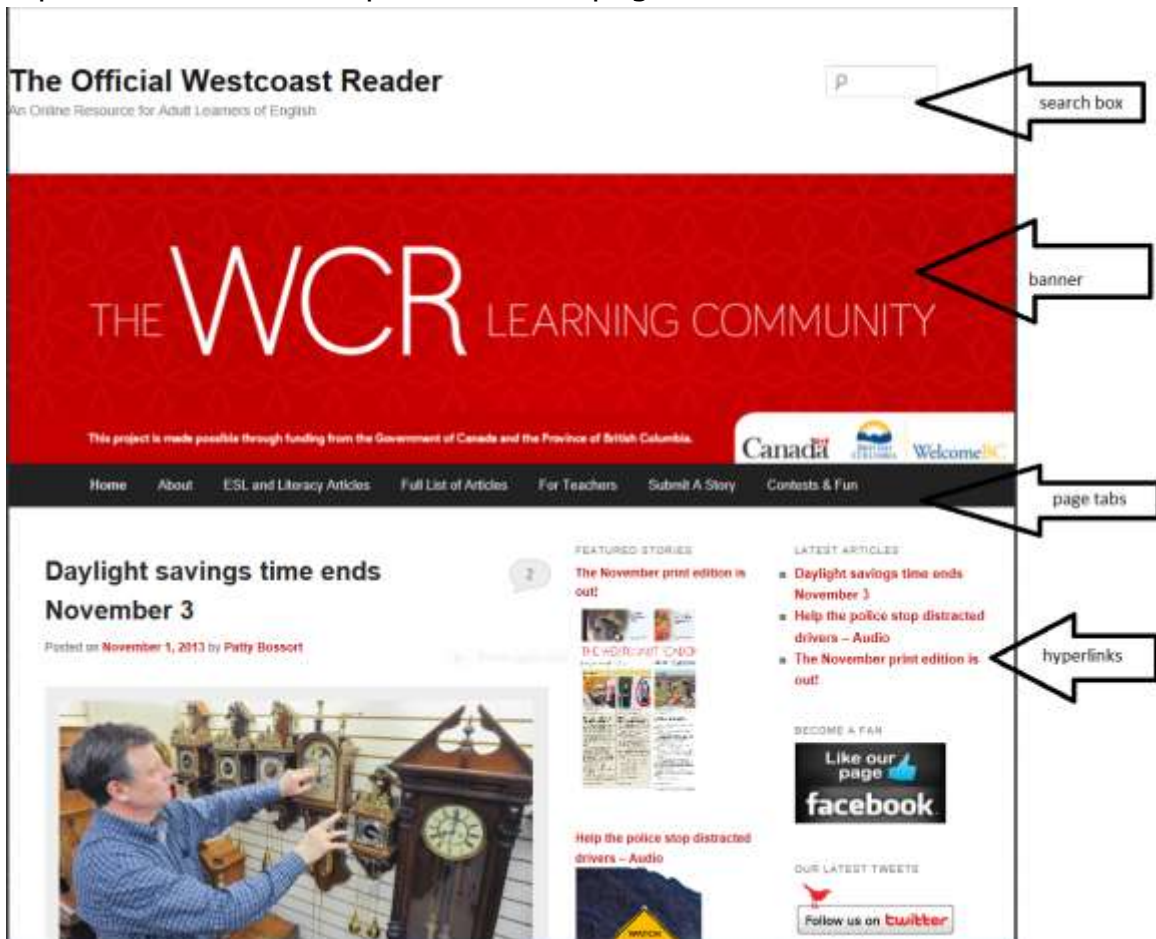 The Official Westcoast Reader
An Online Resource for Adult Learners of English
search box
THE WCR LEARNING COMMUNITY
banner
This project is made possible through funding from the Government of Canada and the Province of British Columbia.
Canada
WelcomeBC
Home About ESL and Literacy Articles Full List of Articles For Teachers Submit A Story Contests & Fun
page tabs
Daylight savings time ends
November 3
2
Posted on November 1, 2013 by Patty Bossort
FEATURED STORIES
The November print edition is
out!
Help the police stop distracted
drivers – Audio
WATCH
LATEST ARTICLES
Daylight savings time ends
November 3
Help the police stop distracted
drivers – Audio
The November print edition is
out!
hyperlinks
BECOME A FAN
Like our
page
facebook
OUR LATEST TWEETS
Follow us on twitter